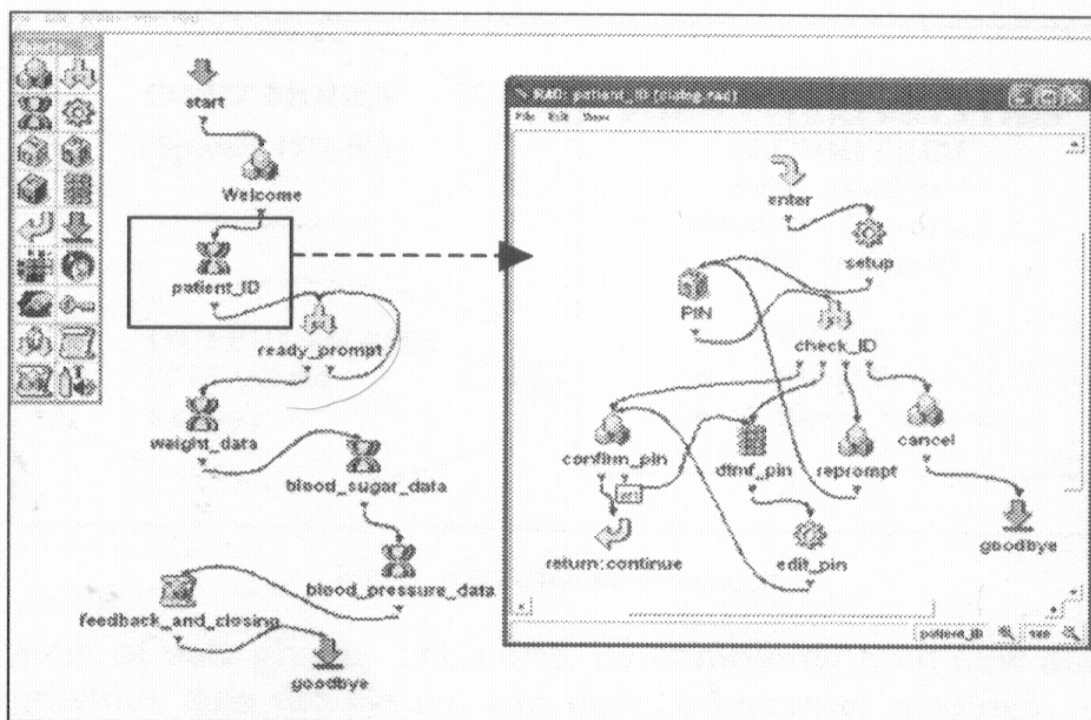 start
Welcome
patient_ID
ready_prompt
weight_data
blood_sugar_data
blood_pressure_data
feedback_and_closing
goodbye
RAD: patient_ID (dialog.rad)
File Edit View
enter
setup
PIN
check_ID
confirm_pin
dtmf_pin
reprompt
cancel
return:continue
edit_pin
goodbye
patient_ID